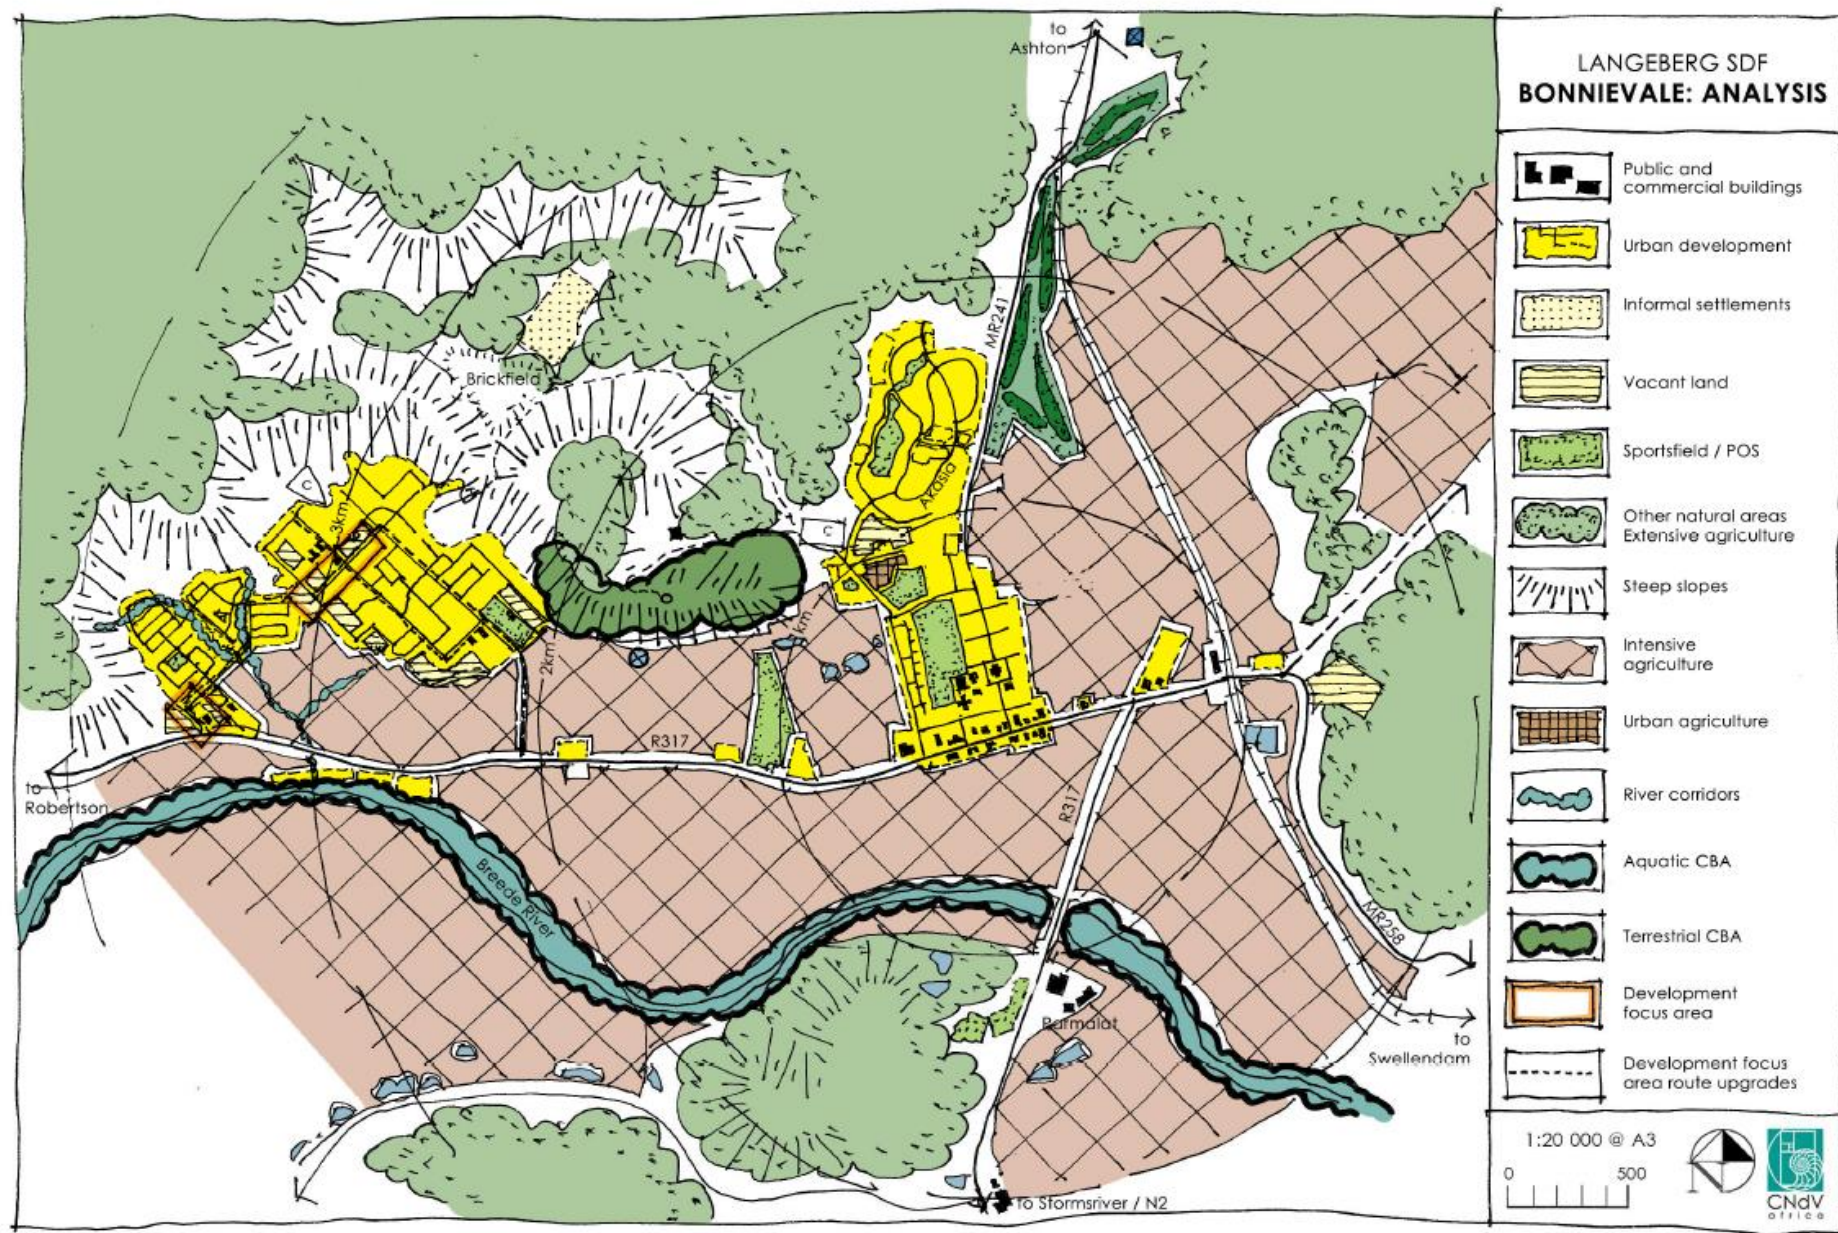 to
Ashton
LANGEBERG SDF
BONNIEVALE: ANALYSIS
Public and
commercial buildings
Urban development
Informal settlements
Vacant land
Sportsfield / POS
Other natural areas
Extensive agriculture
Steep slopes
Intensive
agriculture
Urban agriculture
River corridors
Aquatic CBA
Terrestrial CBA
Development
focus area
Development focus
area route upgrades
1:20 000 @ A3
0 500
CNdV
africa
MR241
Brickfield
Akasia
C
C
3km
2km
1km
R317
to
Robertson
Breede River
R317
MR258
Parmalat
to
Swellendam
to Stormsriver / N2